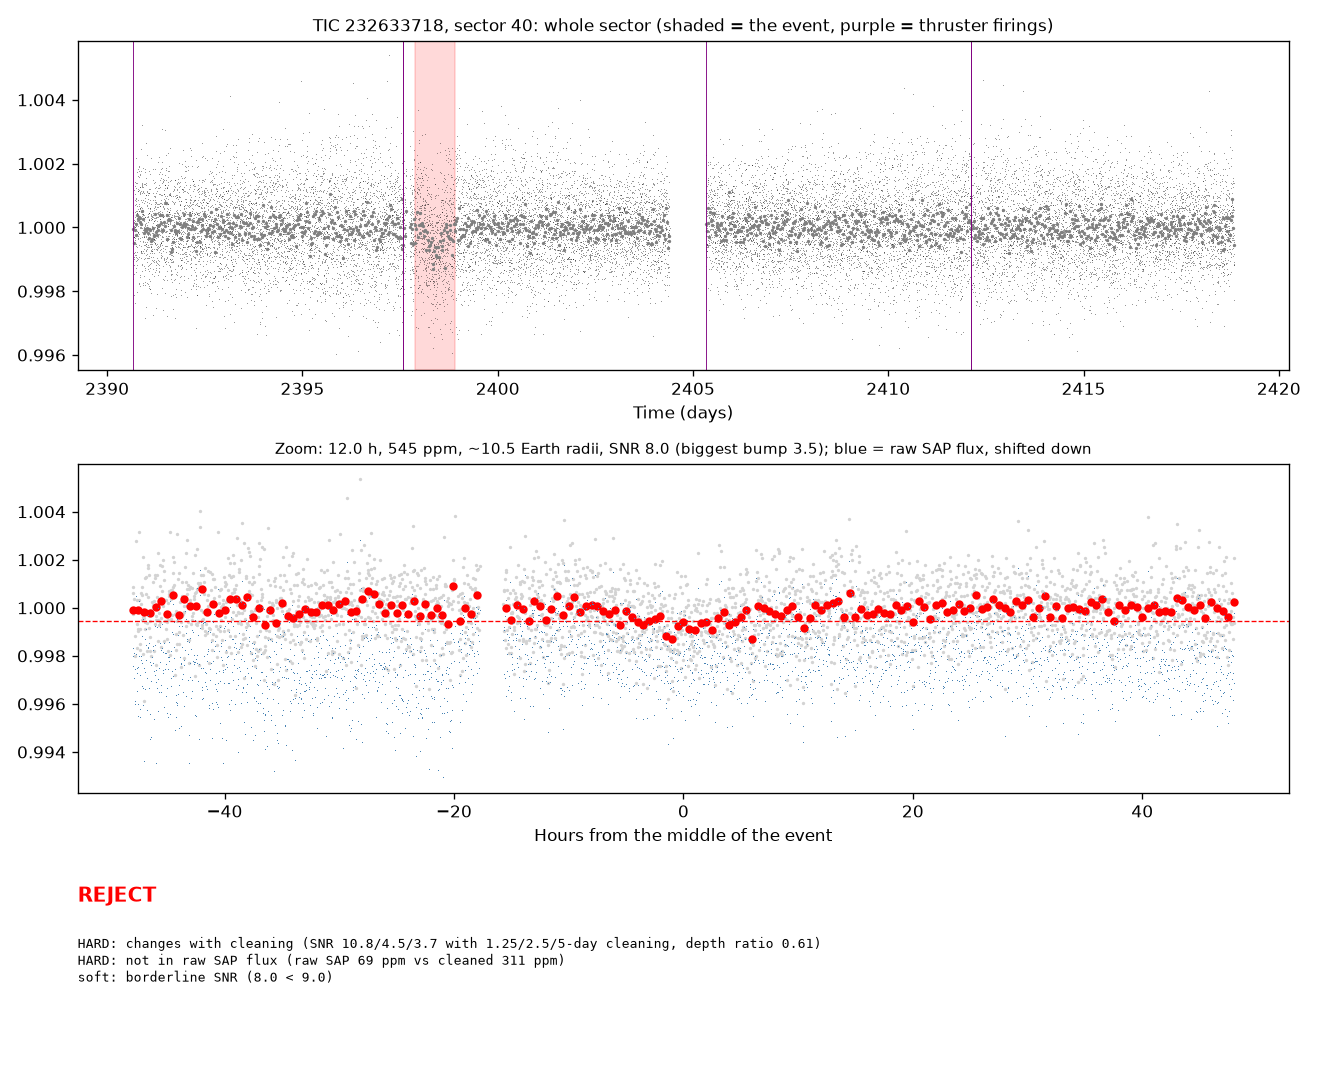 TIC 232633718, sector 40: whole sector (shaded = the event, purple = thruster firings)
1.004
1.002
1.000
0.998
0.996
2390
2395
2400
2405
2410
2415
2420
Time (days)
Zoom: 12.0 h, 545 ppm, ~10.5 Earth radii, SNR 8.0 (biggest bump 3.5); blue = raw SAP flux, shifted down
1.004
1.002
1.000
0.998
0.996
0.994
−40
−20
0
20
40
Hours from the middle of the event
REJECT
HARD: changes with cleaning (SNR 10.8/4.5/3.7 with 1.25/2.5/5-day cleaning, depth ratio 0.61)
HARD: not in raw SAP flux (raw SAP 69 ppm vs cleaned 311 ppm)
soft: borderline SNR (8.0 < 9.0)